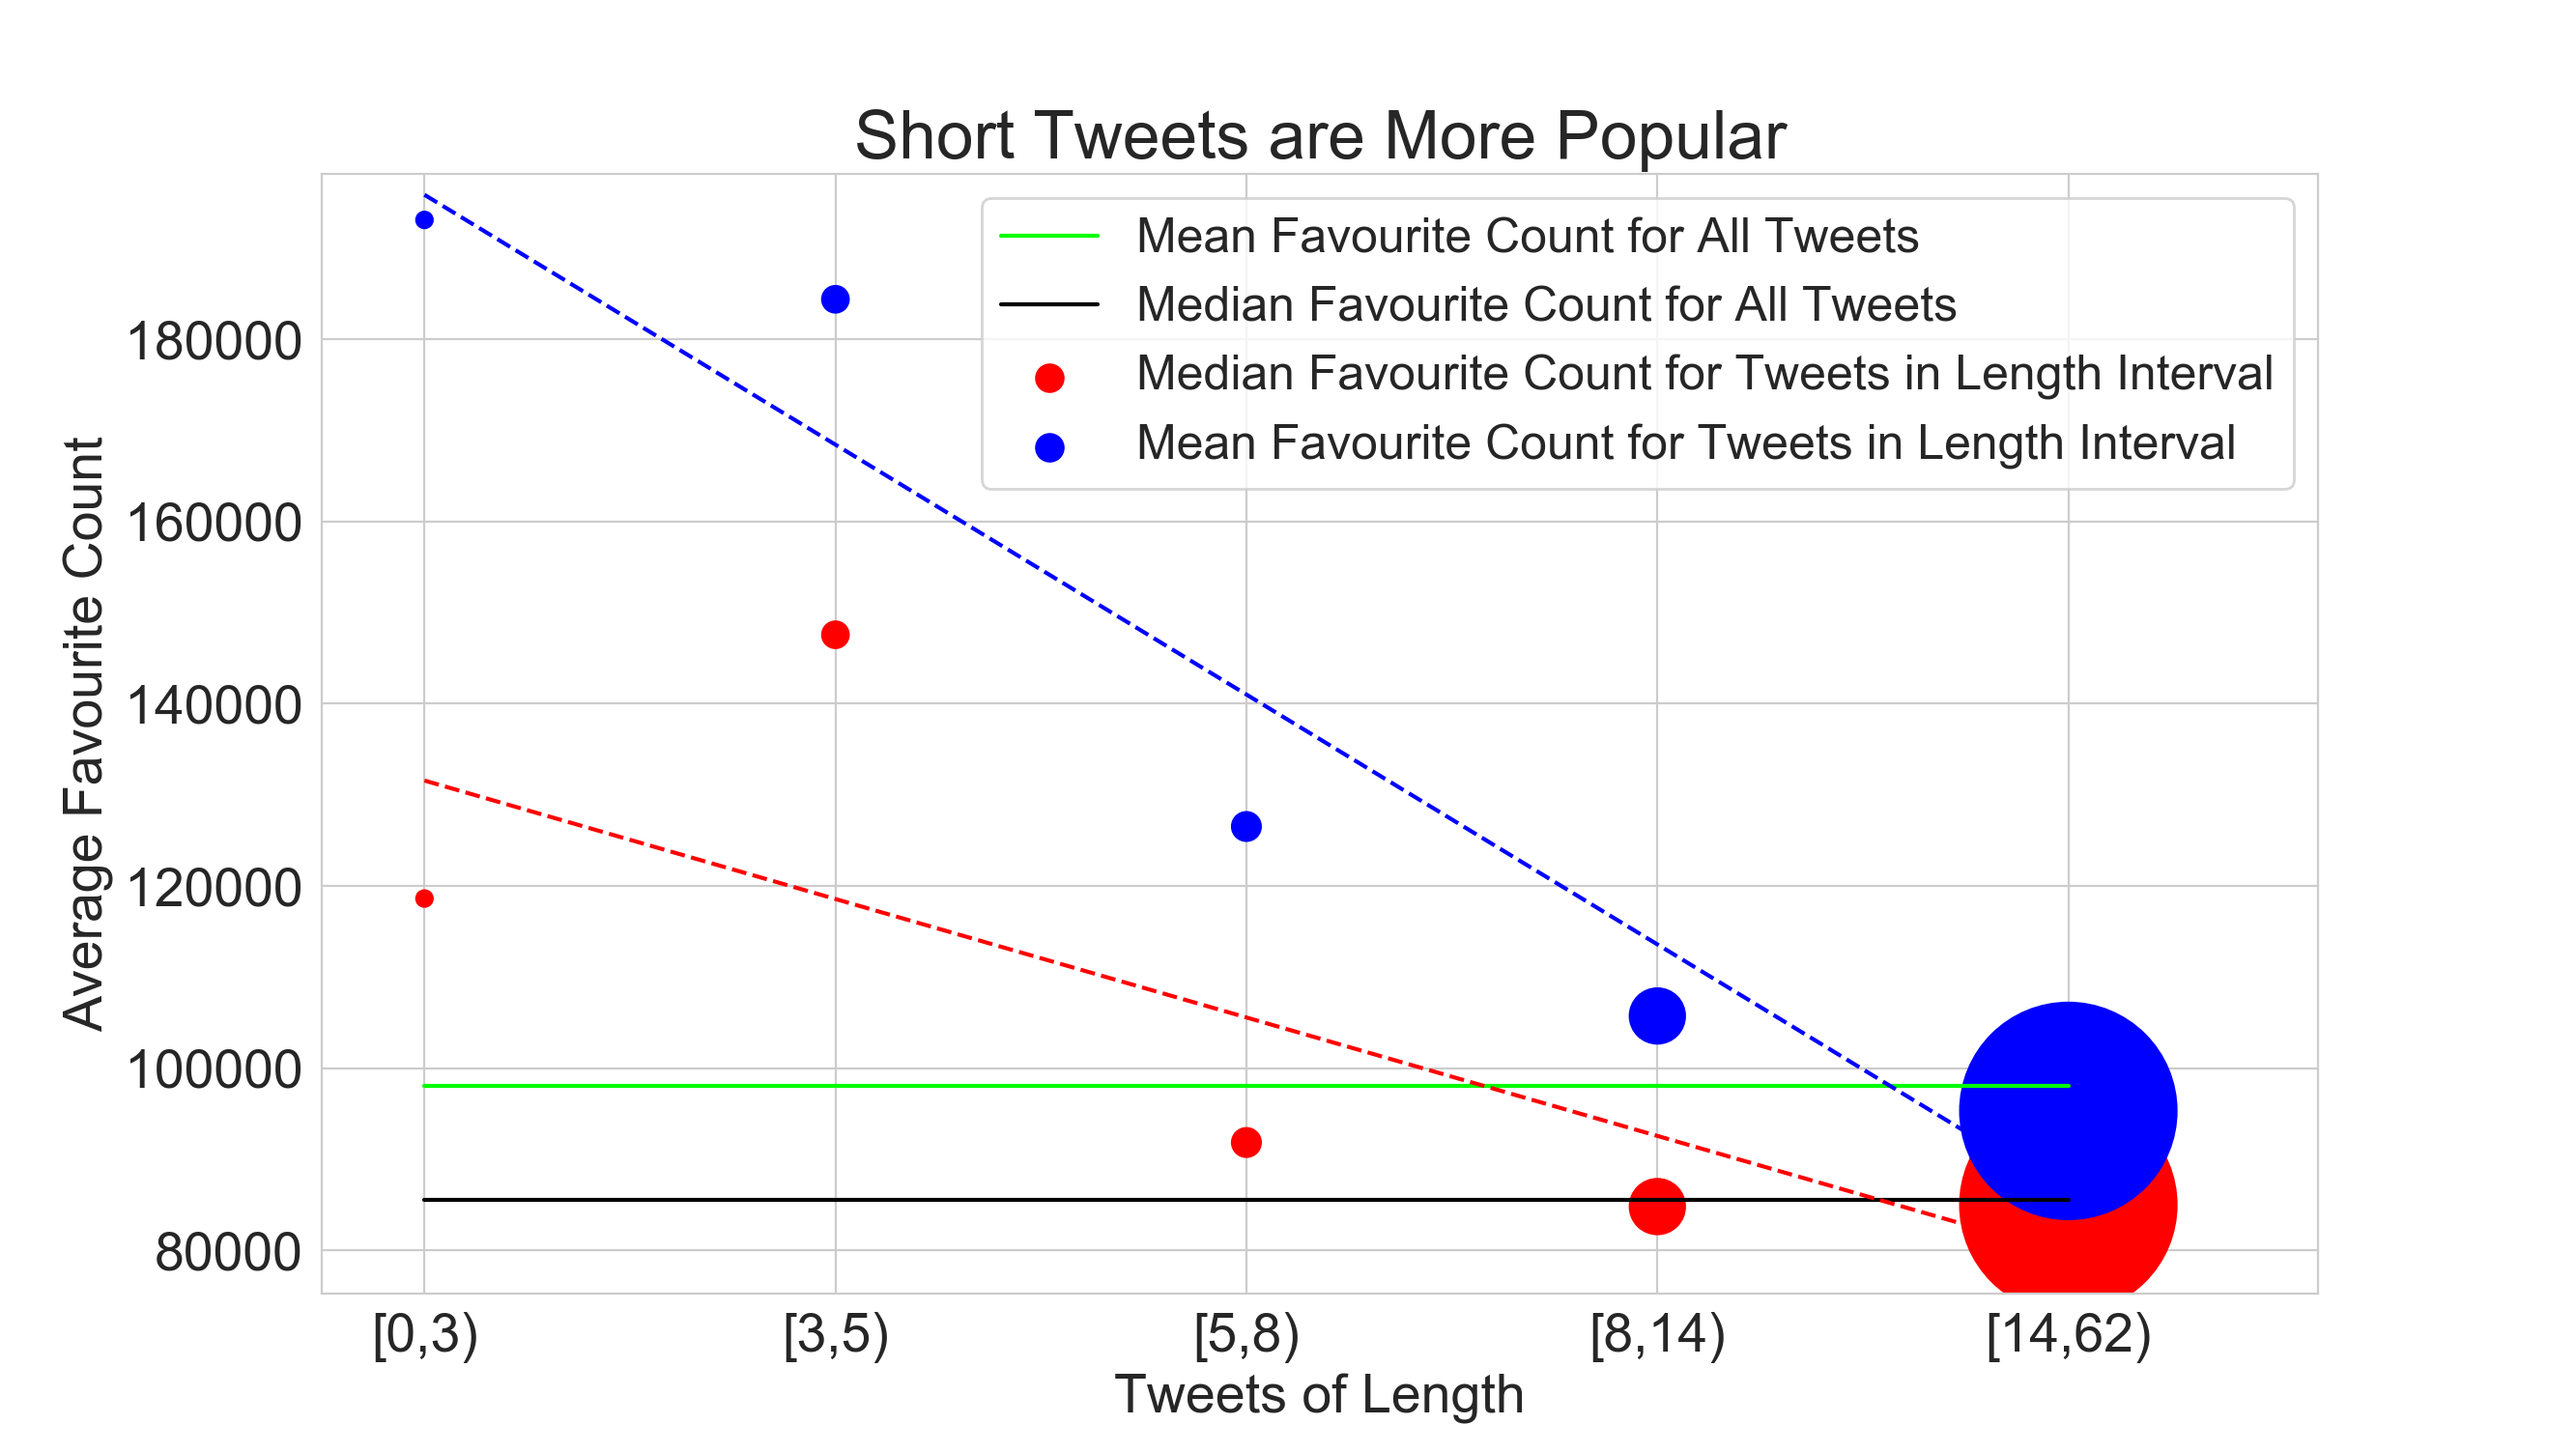 Short Tweets are More Popular
Mean Favourite Count for All Tweets
Median Favourite Count for All Tweets
Median Favourite Count for Tweets in Length Interval
Mean Favourite Count for Tweets in Length Interval
Average Favourite Count
180000
160000
140000
120000
100000
80000
[0,3)
[3,5)
[5,8)
[8,14)
[14,62)
Tweets of Length